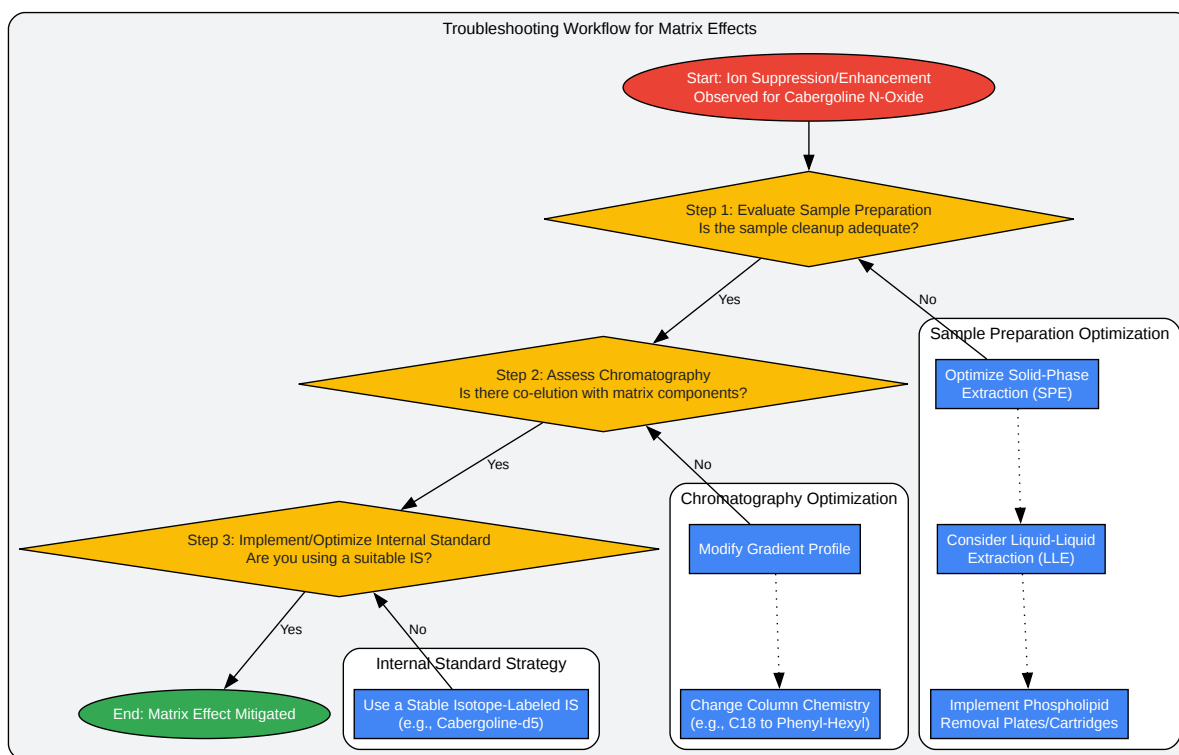 Troubleshooting Workflow for Matrix Effects
Start: Ion Suppression/Enhancement
Observed for Cabergoline N-Oxide
Step 1: Evaluate Sample Preparation
Is the sample cleanup adequate?
Yes
No
Sample Preparation Optimization
Step 2: Assess Chromatography
Is there co-elution with matrix components?
Optimize Solid-Phase
Extraction (SPE)
Yes
No
Chromatography Optimization
Step 3: Implement/Optimize Internal Standard
Are you using a suitable IS?
Modify Gradient Profile
Consider Liquid-Liquid
Extraction (LLE)
Yes
No
Internal Standard Strategy
End: Matrix Effect Mitigated
Use a Stable Isotope-Labeled IS
(e.g., Cabergoline-d5)
Change Column Chemistry
(e.g., C18 to Phenyl-Hexyl)
Implement Phospholipid
Removal Plates/Cartridges